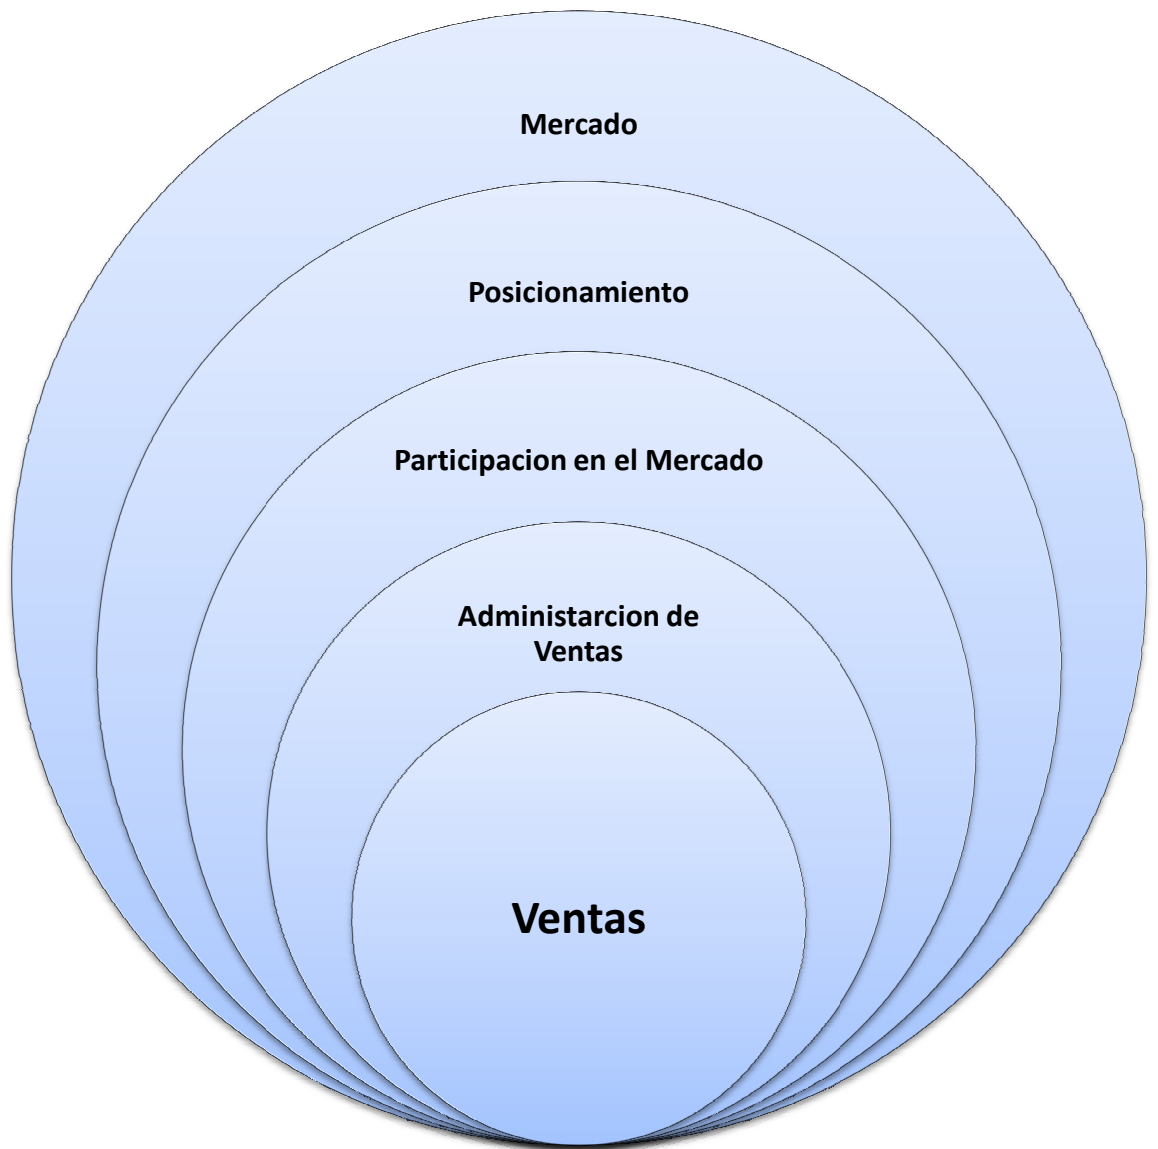 Mercado
Posicionamiento
Participacion en el Mercado
Administarcion de
Ventas
Ventas